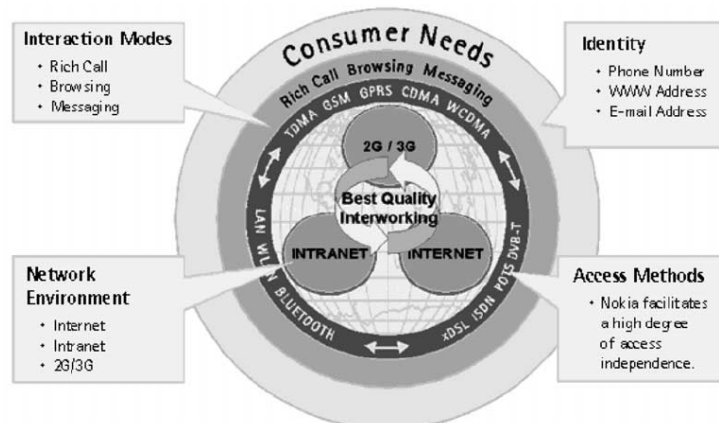 Interaction Modes
• Rich Call
• Browsing
• Messaging
Consumer Needs
Rich Call Browsing Messaging
TDMA GSM GPRS CDMA WCDMA
Identity
• Phone Number
• WWW Address
• E-mail Address
2G / 3G
Best Quality
Interworking
INTRANET
INTERNET
LAN WLAN BLUETOOTH
xDSL ISDN POTS DVB-T
Network
Environment
• Internet
• Intranet
• 2G/3G
Access Methods
• Nokia facilitates
a high degree
of access
independence.